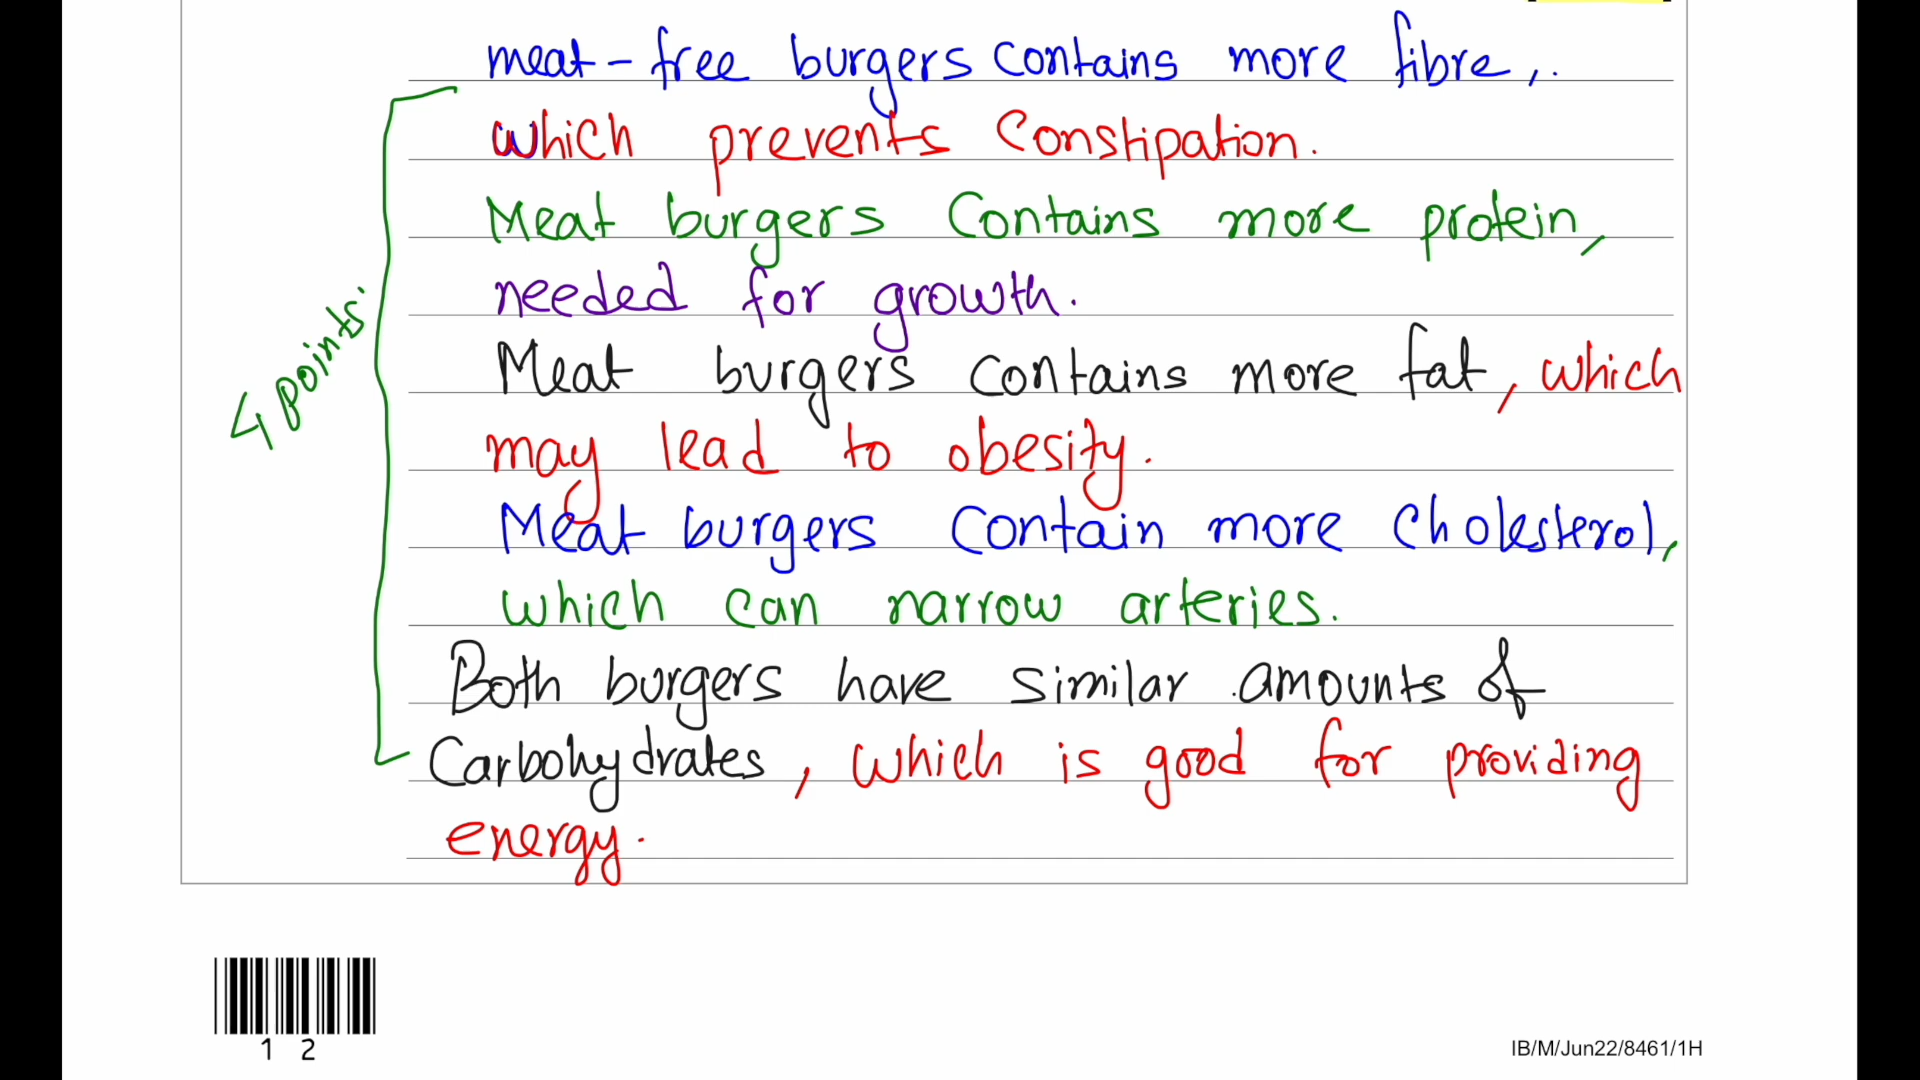 meat-free burgers contains more fibre,.
which prevents constipation.
Meat burgers contains more protein,
needed for growth.
Meat burgers contains more fat, which
may lead to obesity.
Meat burgers contain more cholesterol,
which can narrow arteries.
Both burgers have similar amounts of
Carbohydrates, which is good for providing
energy.
4 points
1 2
IB/M/Jun22/8461/1H